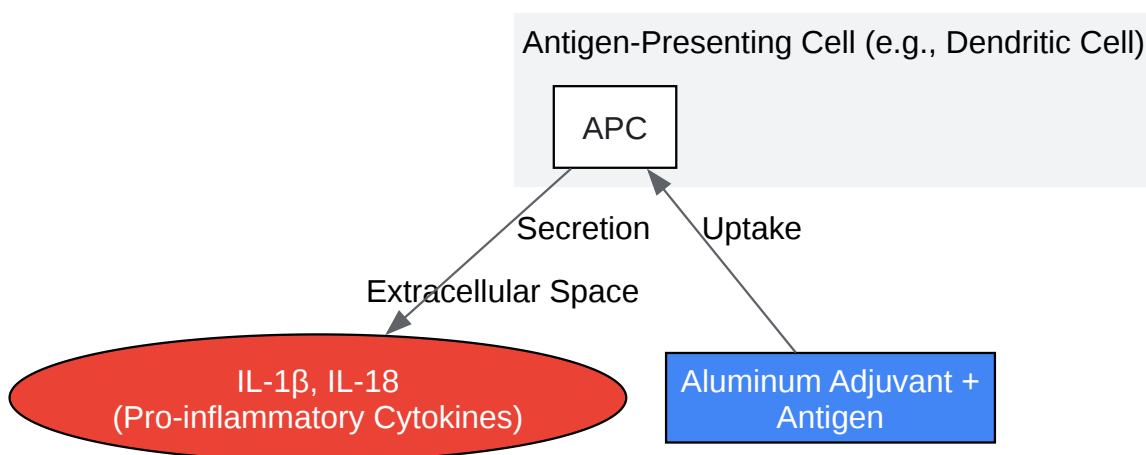 Antigen-Presenting Cell (e.g., Dendritic Cell)
APC
Secretion
Uptake
Extracellular Space
IL-1β, IL-18
(Pro-inflammatory Cytokines)
Aluminum Adjuvant +
Antigen